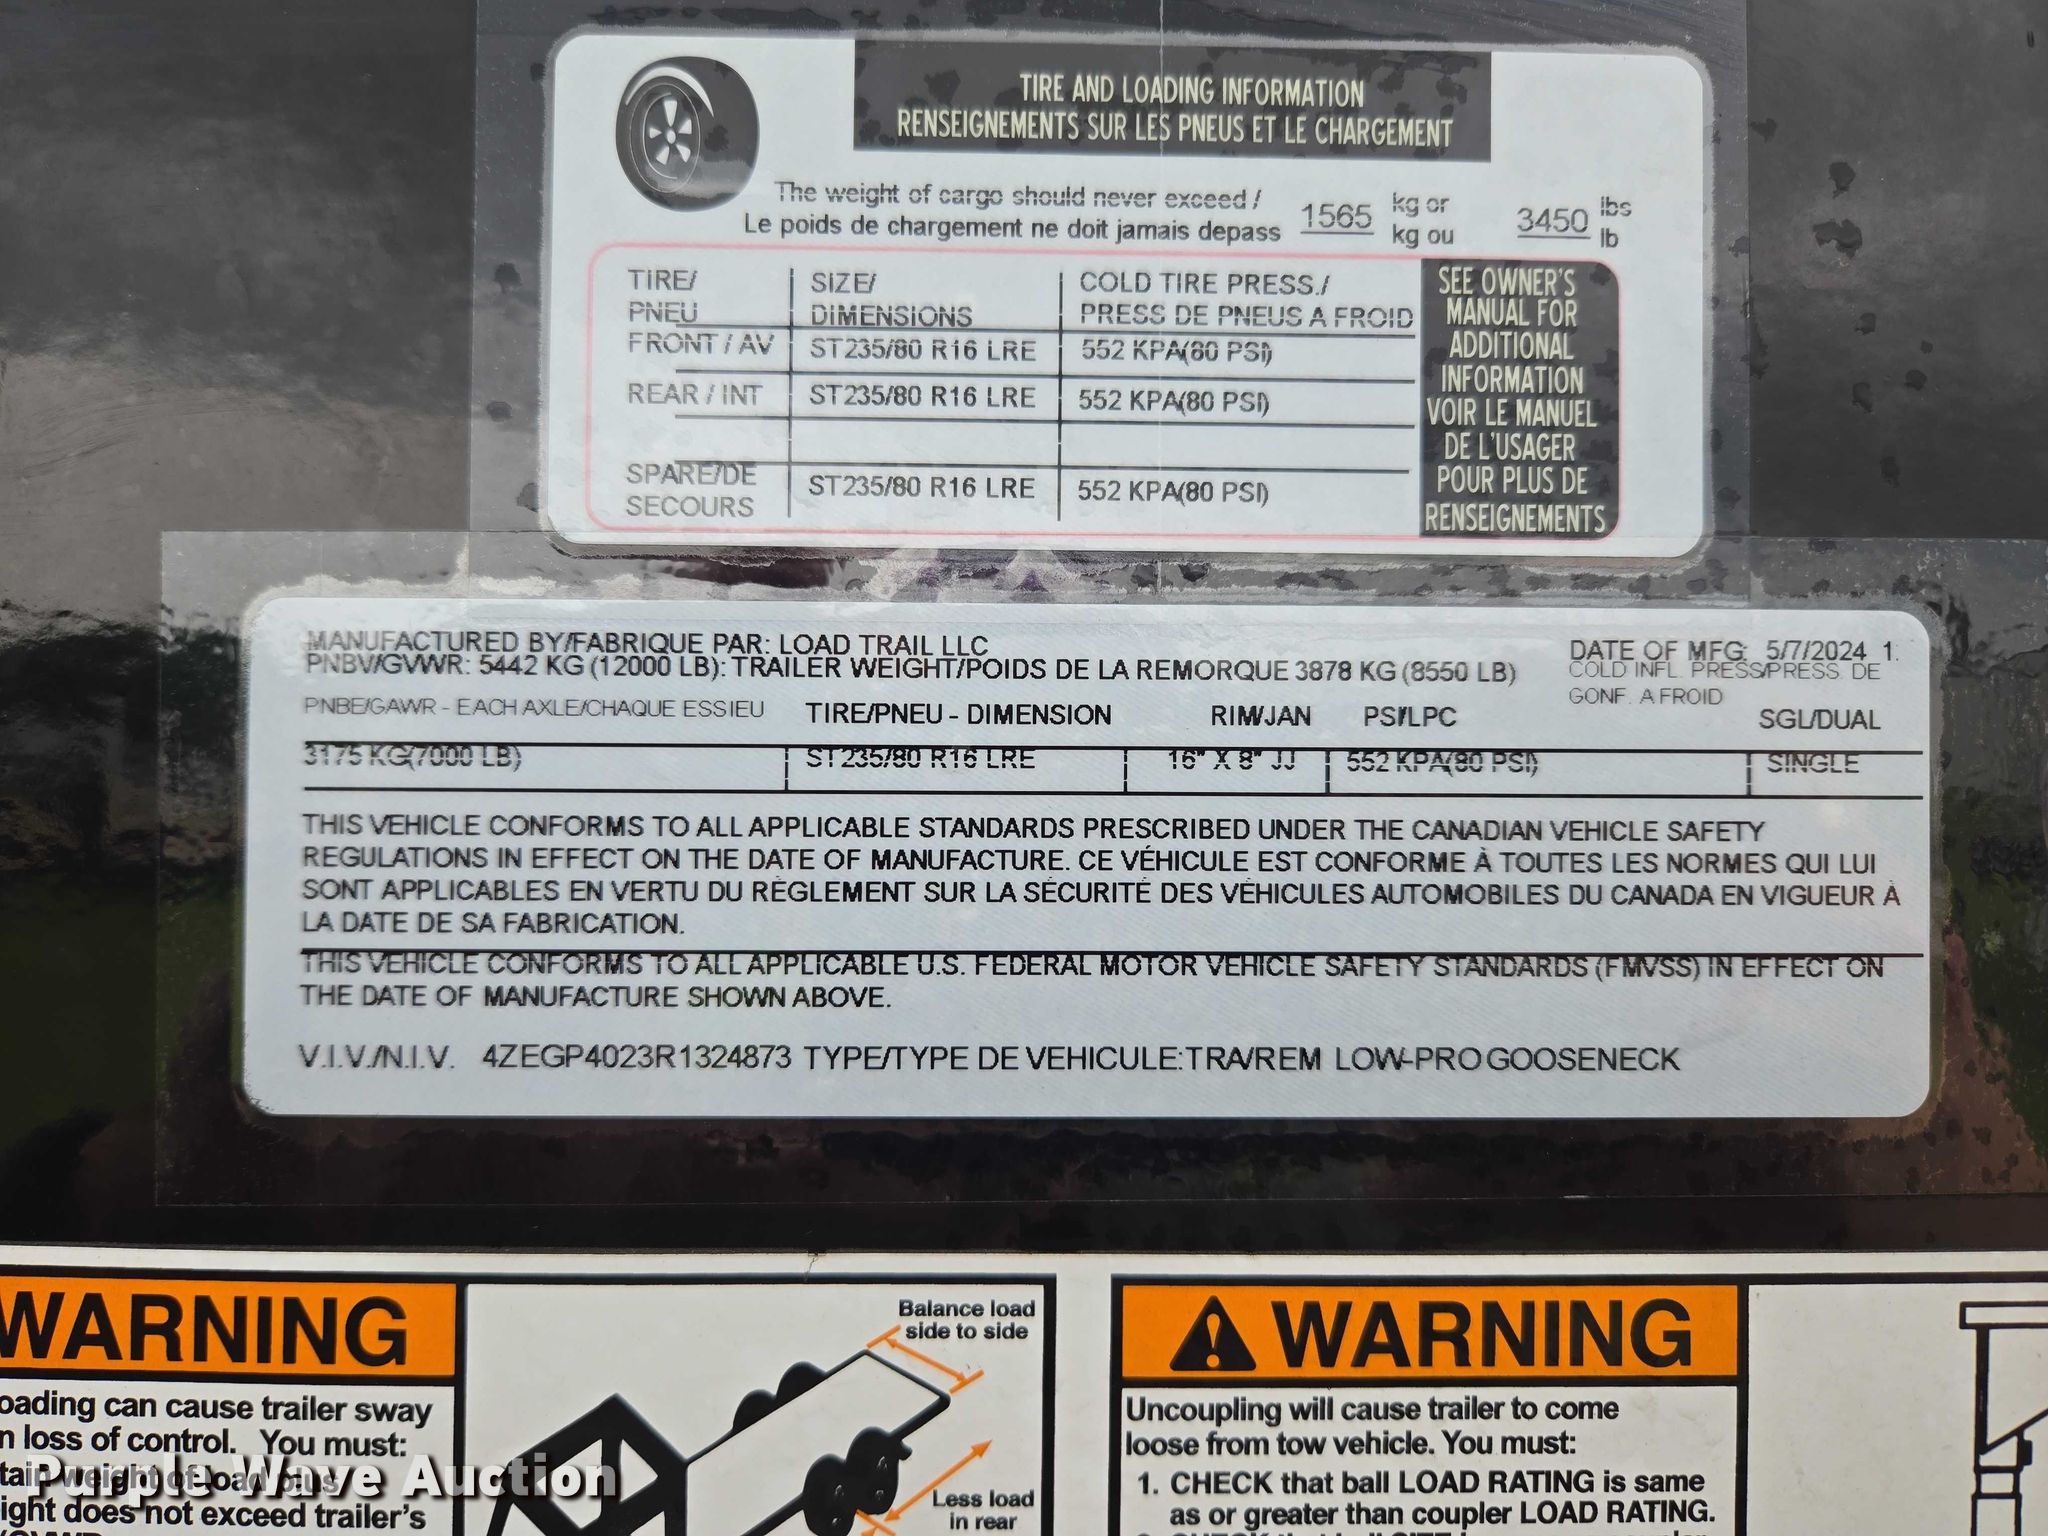 TIRE AND LOADING INFORMATION
RENSEIGNEMENTS SUR LES PNEUS ET LE CHARGEMENT
The weight of cargo should never exceed / 1565 kg or 3450 lbs
Le poids de chargement ne doit jamais depass kg ou lb
TIRE/ SIZE/ COLD TIRE PRESS./
PNEU DIMENSIONS PRESS DE PNEUS A FROID
FRONT / AV ST235/80 R16 LRE 552 KPA(80 PSI)
REAR / INT ST235/80 R16 LRE 552 KPA(80 PSI)
SPARE/DE
SECOURS ST235/80 R16 LRE 552 KPA(80 PSI)
SEE OWNER'S
MANUAL FOR
ADDITIONAL
INFORMATION
VOIR LE MANUEL
DE L'USAGER
POUR PLUS DE
RENSEIGNEMENTS
MANUFACTURED BY/FABRIQUE PAR: LOAD TRAIL LLC DATE OF MFG: 5/7/2024 1:
PNBV/GVWR: 5442 KG (12000 LB): TRAILER WEIGHT/POIDS DE LA REMORQUE 3878 KG (8550 LB) COLD INFL. PRESS/PRESS. DE
GONF. A FROID
PNBE/GAWR - EACH AXLE/CHAQUE ESSIEU TIRE/PNEU - DIMENSION RIM/JAN PSI/LPC SGL/DUAL
3175 KG(7000 LB) ST235/80 R16 LRE 16" X 8" JJ 552 KPA(80 PSI) SINGLE
THIS VEHICLE CONFORMS TO ALL APPLICABLE STANDARDS PRESCRIBED UNDER THE CANADIAN VEHICLE SAFETY
REGULATIONS IN EFFECT ON THE DATE OF MANUFACTURE. CE VÉHICULE EST CONFORME À TOUTES LES NORMES QUI LUI
SONT APPLICABLES EN VERTU DU RÈGLEMENT SUR LA SÉCURITÉ DES VÉHICULES AUTOMOBILES DU CANADA EN VIGUEUR À
LA DATE DE SA FABRICATION.
THIS VEHICLE CONFORMS TO ALL APPLICABLE U.S. FEDERAL MOTOR VEHICLE SAFETY STANDARDS (FMVSS) IN EFFECT ON
THE DATE OF MANUFACTURE SHOWN ABOVE.
V.I.V./N.I.V. 4ZEGP4023R1324873 TYPE/TYPE DE VEHICULE: TRA/REM LOW-PRO GOOSENECK
WARNING
oading can cause trailer sway
n loss of control. You must:
tain weight of load plus
ight does not exceed trailer's
Balance load
side to side
Less load
in rear
WARNING
Uncoupling will cause trailer to come
loose from tow vehicle. You must:
1. CHECK that ball LOAD RATING is same
as or greater than coupler LOAD RATING.
Purple Wave Auction